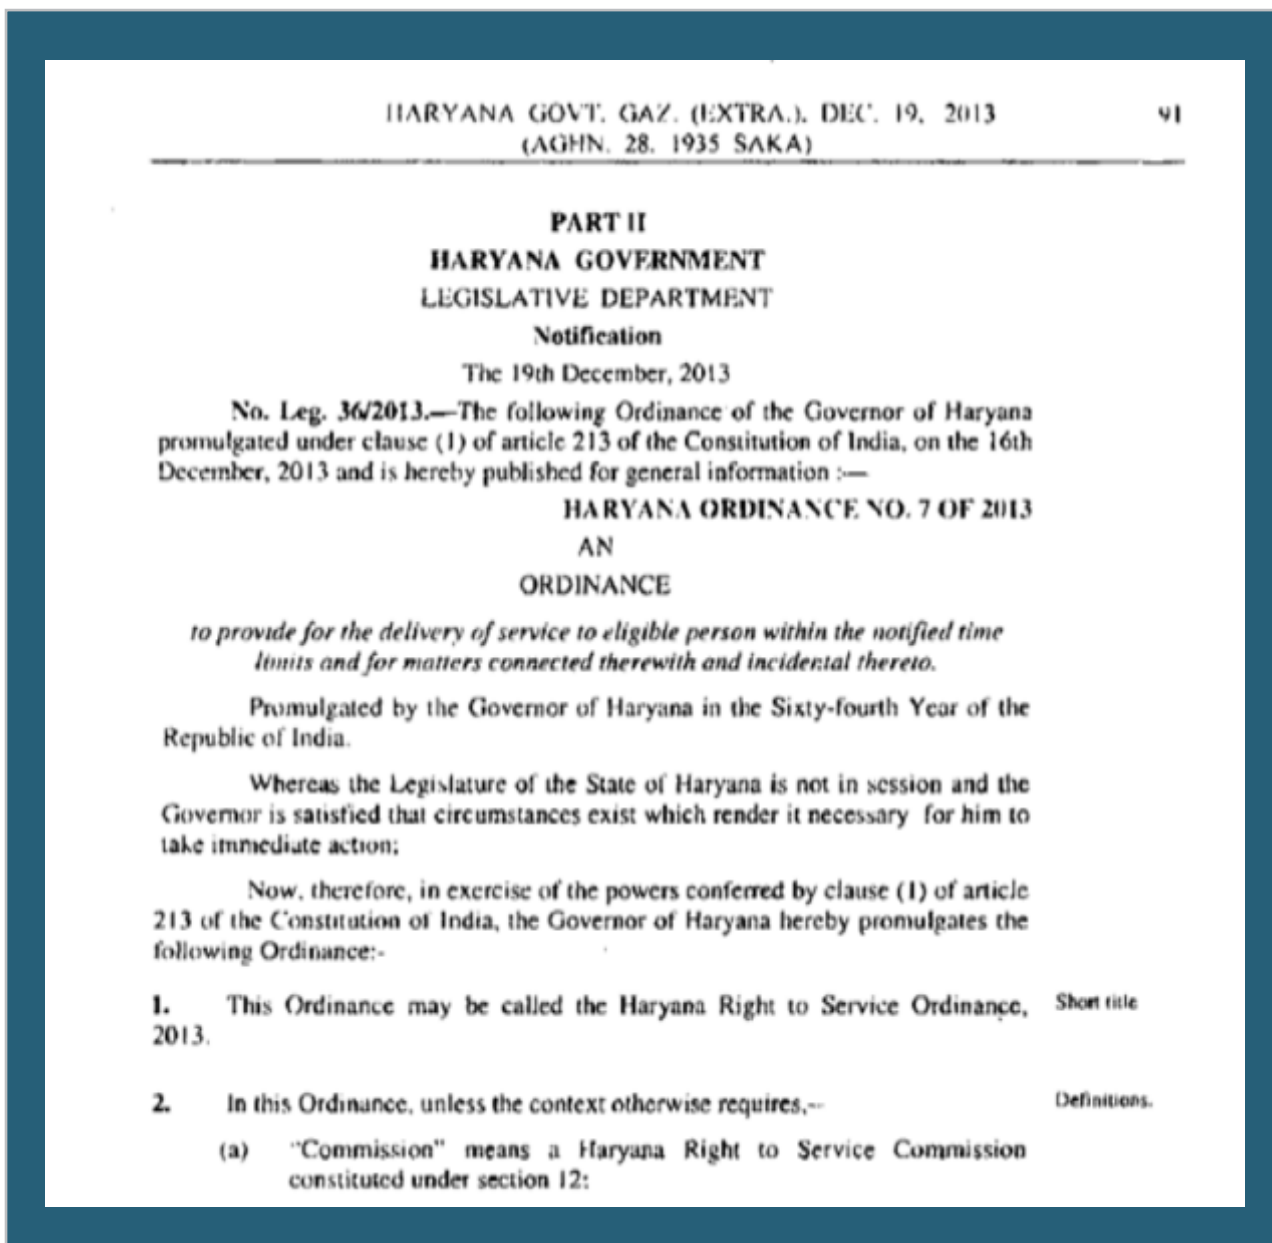 HARYANA GOVT. GAZ. (EXTRA.), DEC. 19, 2013 91
(AGHN. 28, 1935 SAKA)
PART II
HARYANA GOVERNMENT
LEGISLATIVE DEPARTMENT
Notification
The 19th December, 2013
No. Leg. 36/2013.—The following Ordinance of the Governor of Haryana
promulgated under clause (1) of article 213 of the Constitution of India, on the 16th
December, 2013 and is hereby published for general information :—
HARYANA ORDINANCE NO. 7 OF 2013
AN
ORDINANCE
to provide for the delivery of service to eligible person within the notified time
limits and for matters connected therewith and incidental thereto.
Promulgated by the Governor of Haryana in the Sixty-fourth Year of the
Republic of India.
Whereas the Legislature of the State of Haryana is not in session and the
Governor is satisfied that circumstances exist which render it necessary for him to
take immediate action;
Now, therefore, in exercise of the powers conferred by clause (1) of article
213 of the Constitution of India, the Governor of Haryana hereby promulgates the
following Ordinance:-
1. This Ordinance may be called the Haryana Right to Service Ordinance, Short title
2013.
2. In this Ordinance, unless the context otherwise requires,-- Definitions.
(a) "Commission" means a Haryana Right to Service Commission
constituted under section 12;